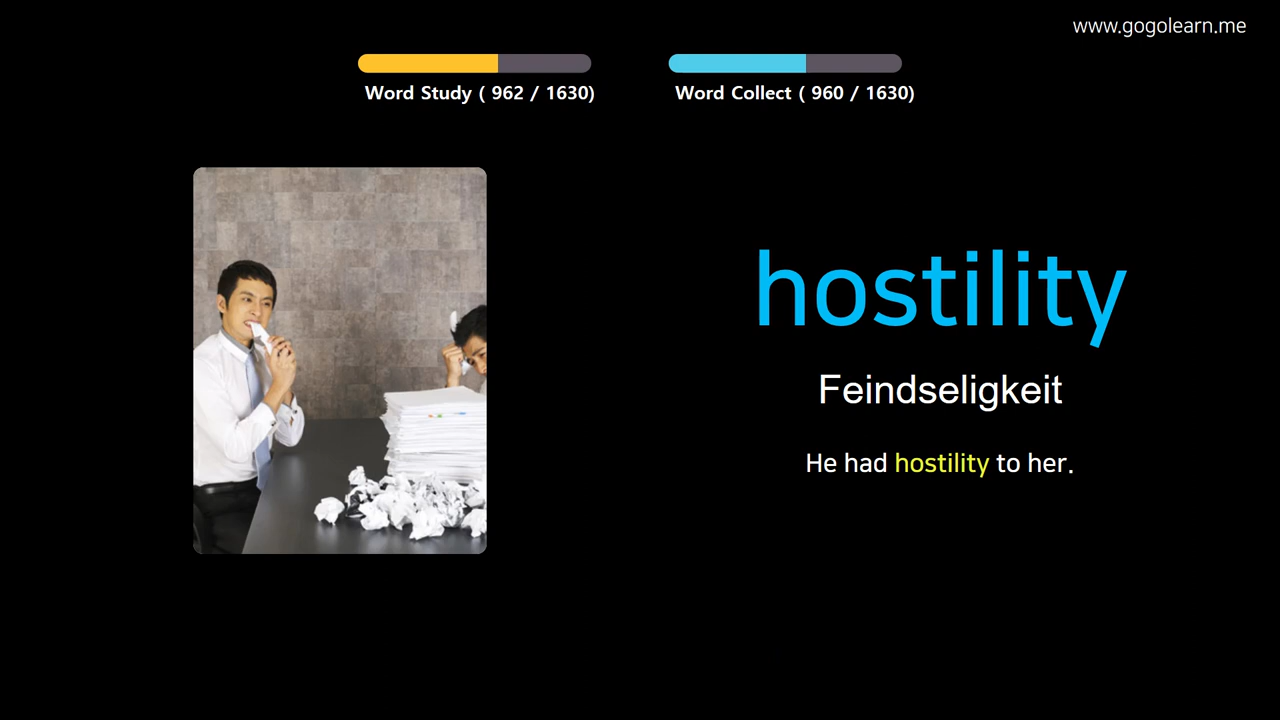 www.gogolearn.me
Word Study ( 962 / 1630)
Word Collect ( 960 / 1630)
hostility
Feindseligkeit
He had hostility to her.